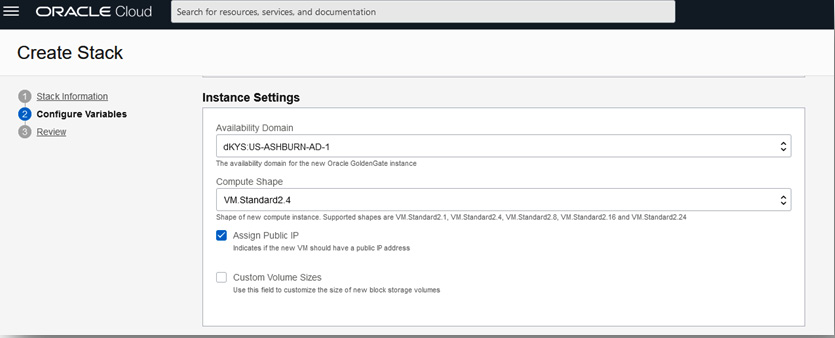 ORACLE Cloud
Search for resources, services, and documentation
Create Stack
1 Stack Information
2 Configure Variables
3 Review
Instance Settings
Availability Domain
dKYS:US-ASHBURN-AD-1
The availability domain for the new Oracle GoldenGate instance
Compute Shape
VM.Standard2.4
Shape of new compute instance. Supported shapes are VM.Standard2.1, VM.Standard2.4, VM.Standard2.8, VM.Standard2.16 and VM.Standard2.24
Assign Public IP
Indicates if the new VM should have a public IP address
Custom Volume Sizes
Use this field to customize the size of new block storage volumes